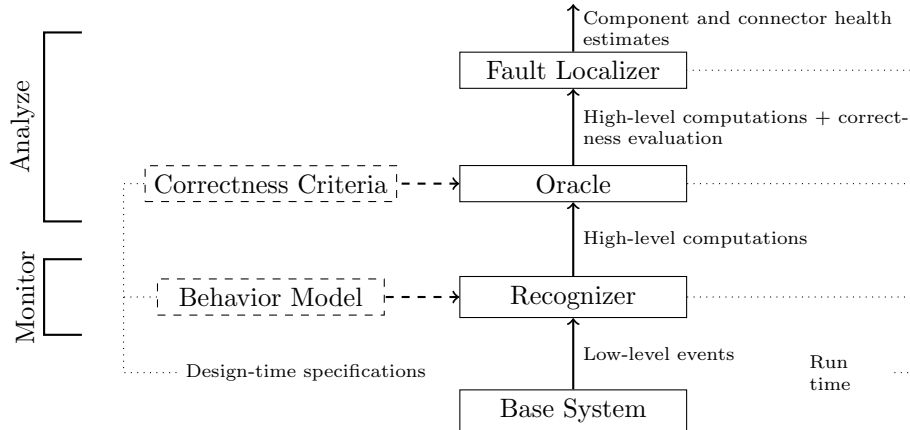 Component and connector health
estimates
Fault Localizer
High-level computations + correct-
ness evaluation
Analyze
Correctness Criteria
Oracle
High-level computations
Monitor
Behavior Model
Recognizer
Low-level events
Design-time specifications
Run
time
Base System